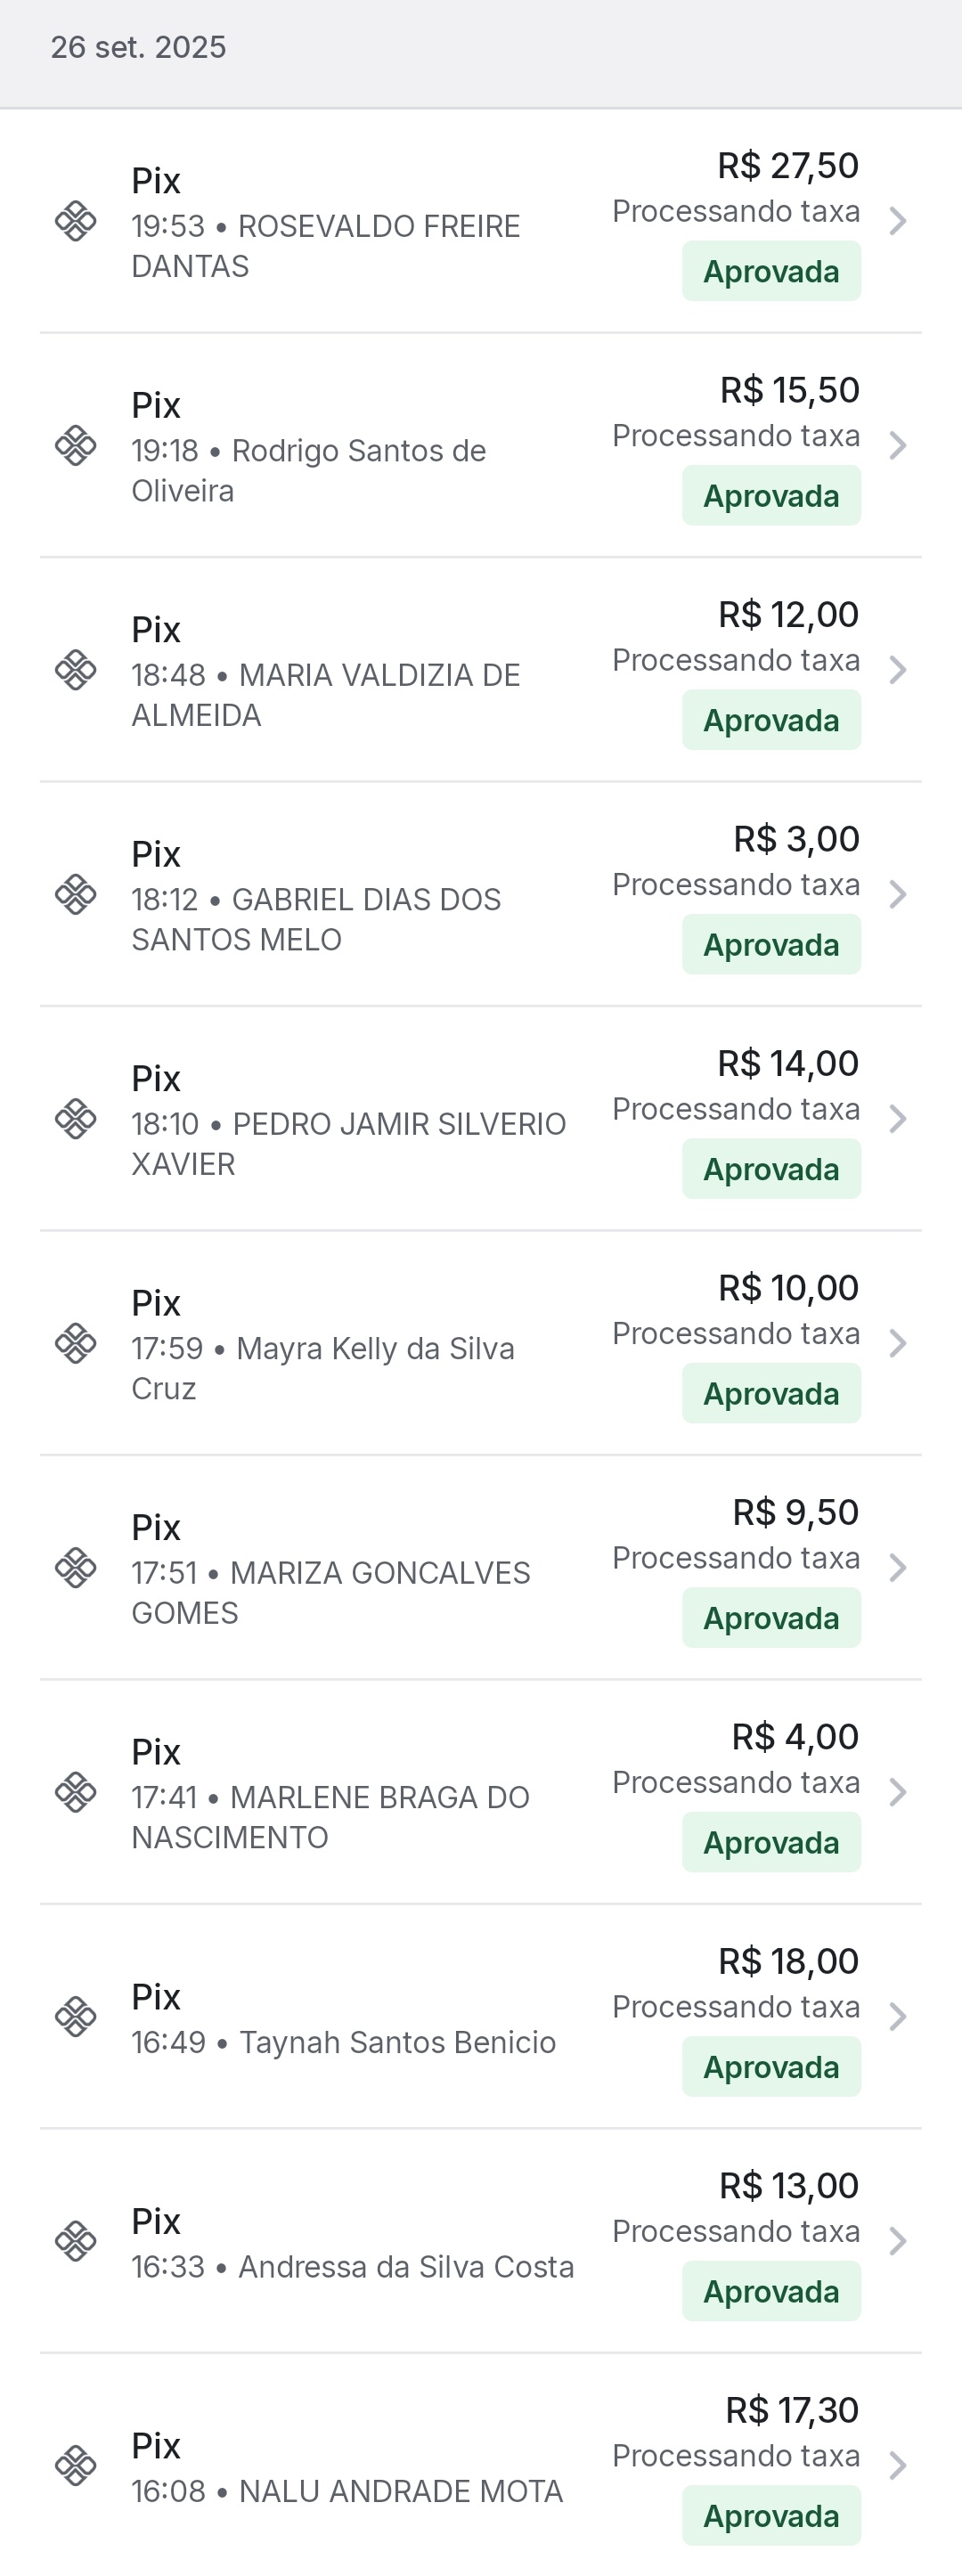 26 set. 2025
Pix
19:53 • ROSEVALDO FREIRE
DANTAS
R$ 27,50
Processando taxa
Aprovada
Pix
19:18 • Rodrigo Santos de
Oliveira
R$ 15,50
Processando taxa
Aprovada
Pix
18:48 • MARIA VALDIZIA DE
ALMEIDA
R$ 12,00
Processando taxa
Aprovada
Pix
18:12 • GABRIEL DIAS DOS
SANTOS MELO
R$ 3,00
Processando taxa
Aprovada
Pix
18:10 • PEDRO JAMIR SILVERIO
XAVIER
R$ 14,00
Processando taxa
Aprovada
Pix
17:59 • Mayra Kelly da Silva
Cruz
R$ 10,00
Processando taxa
Aprovada
Pix
17:51 • MARIZA GONCALVES
GOMES
R$ 9,50
Processando taxa
Aprovada
Pix
17:41 • MARLENE BRAGA DO
NASCIMENTO
R$ 4,00
Processando taxa
Aprovada
Pix
16:49 • Taynah Santos Benicio
R$ 18,00
Processando taxa
Aprovada
Pix
16:33 • Andressa da Silva Costa
R$ 13,00
Processando taxa
Aprovada
Pix
16:08 • NALU ANDRADE MOTA
R$ 17,30
Processando taxa
Aprovada